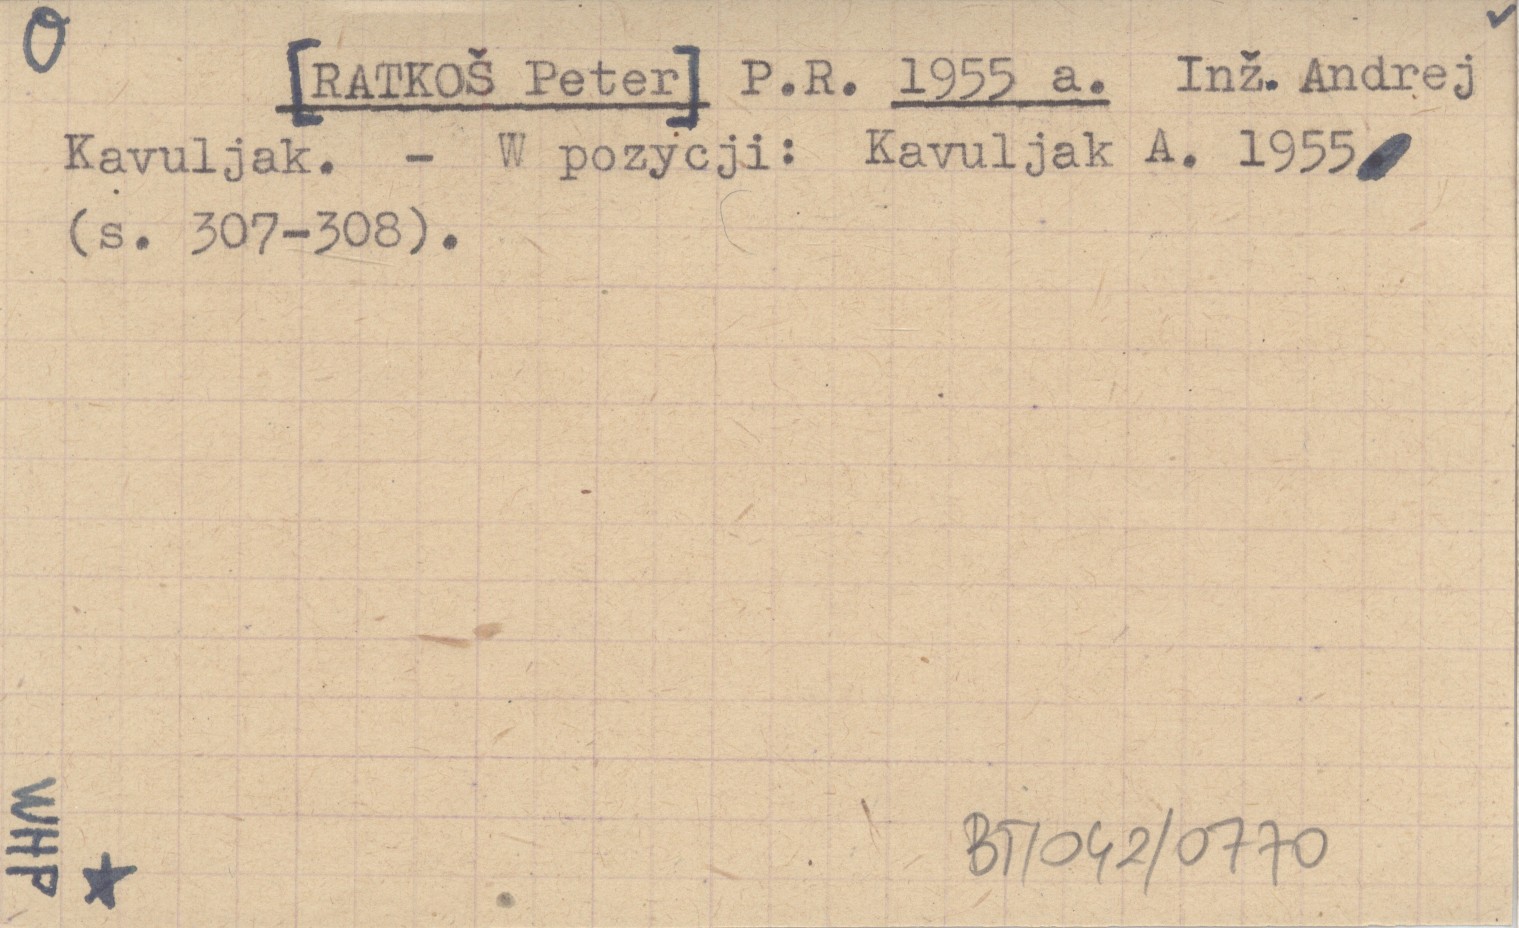 O
[RATKOŠ Peter] P.R. 1955 a. Inž. Andrej
Kavuljak. - W pozycji: Kavuljak A. 1955
(s. 307-308).
WHP
BT/042/0770